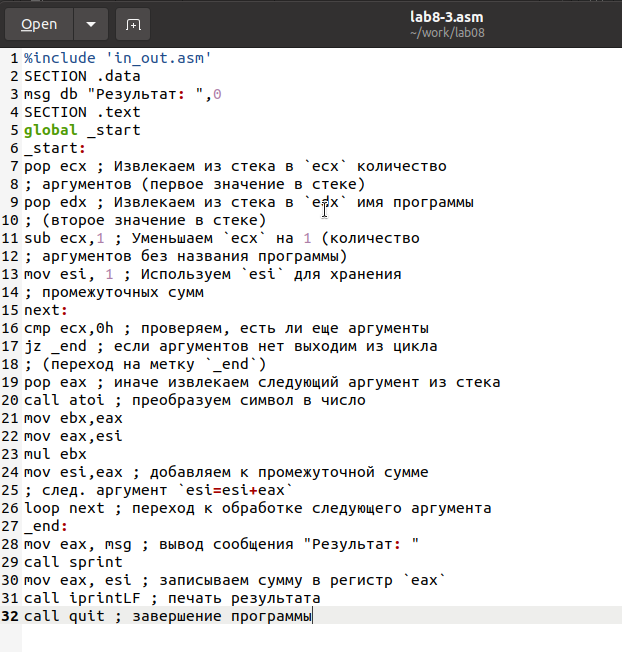 Open
lab8-3.asm
~/work/lab08
1 %include 'in_out.asm'
2 SECTION .data
3 msg db "Результат: ",0
4 SECTION .text
5 global _start
6 _start:
7 pop ecx ; Извлекаем из стека в `ecx` количество
8 ; аргументов (первое значение в стеке)
9 pop edx ; Извлекаем из стека в `edx` имя программы
10 ; (второе значение в стеке)
11 sub ecx,1 ; Уменьшаем `ecx` на 1 (количество
12 ; аргументов без названия программы)
13 mov esi, 1 ; Используем `esi` для хранения
14 ; промежуточных сумм
15 next:
16 cmp ecx,0h ; проверяем, есть ли еще аргументы
17 jz _end ; если аргументов нет выходим из цикла
18 ; (переход на метку `_end`)
19 pop eax ; иначе извлекаем следующий аргумент из стека
20 call atoi ; преобразуем символ в число
21 mov ebx,eax
22 mov eax,esi
23 mul ebx
24 mov esi,eax ; добавляем к промежуточной сумме
25 ; след. аргумент `esi=esi+eax`
26 loop next ; переход к обработке следующего аргумента
27 _end:
28 mov eax, msg ; вывод сообщения "Результат: "
29 call sprint
30 mov eax, esi ; записываем сумму в регистр `eax`
31 call iprintLF ; печать результата
32 call quit ; завершение программы